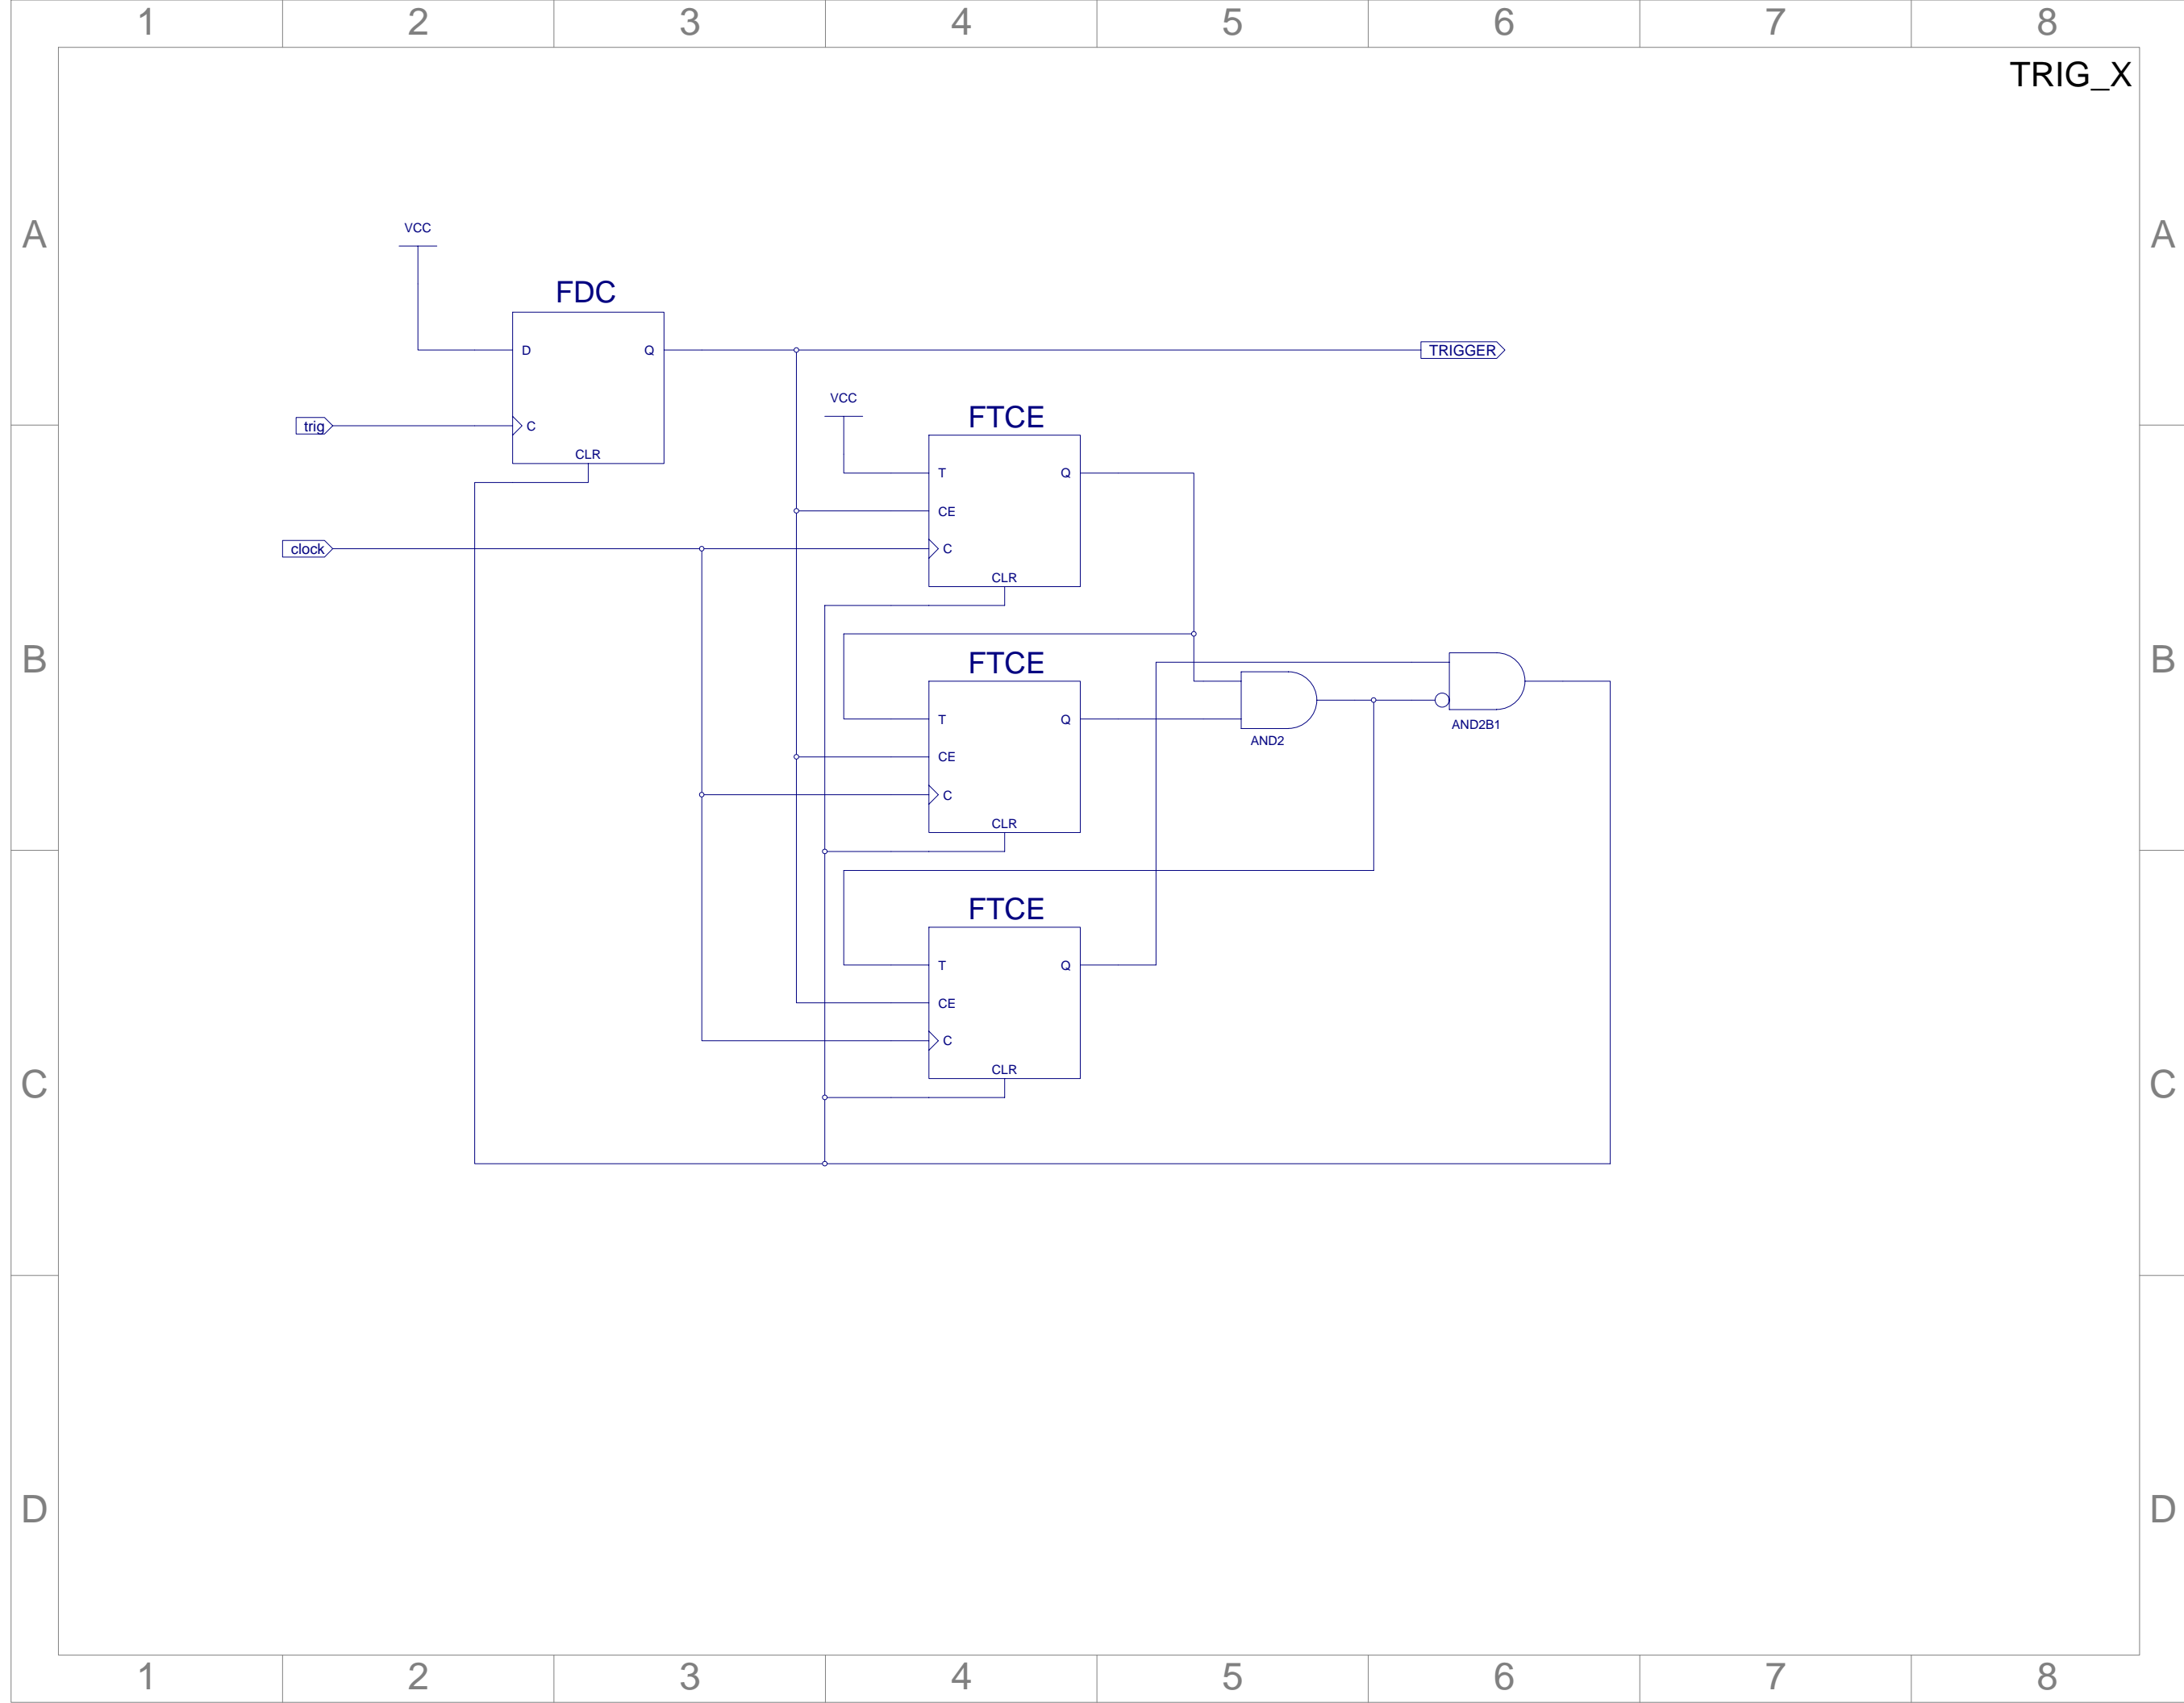 1 2 3 4 5 6 7 8
TRIG_X
A A
VCC
FDC
D Q
TRIGGER
VCC
FTCE
trig
C
CLR
T Q
CE
clock
C
CLR
B B
FTCE
T Q
AND2B1
AND2
CE
C
CLR
FTCE
T Q
CE
C
CLR
C C
D D
1 2 3 4 5 6 7 8